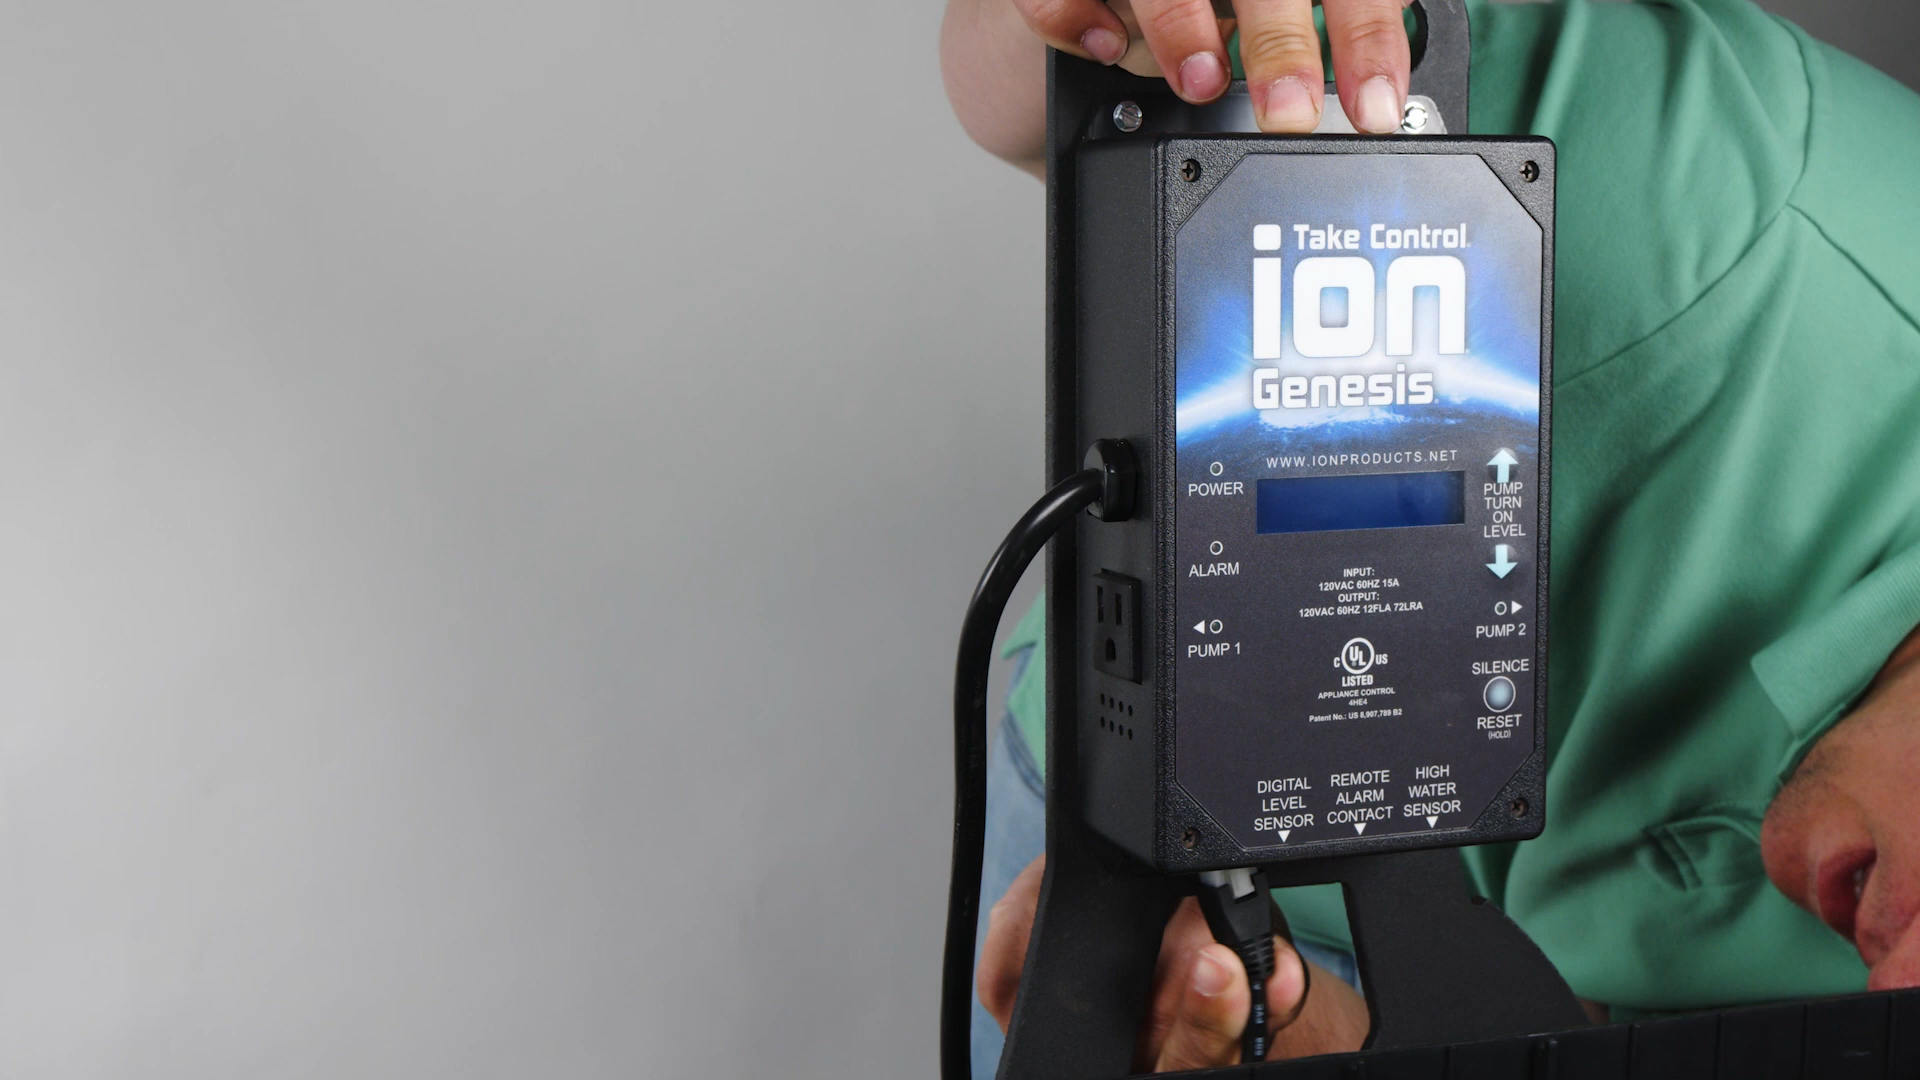 Take Control.
ion
Genesis.
WWW.IONPRODUCTS.NET
POWER
ALARM
PUMP 1
PUMP
TURN
ON
LEVEL
INPUT:
120VAC 60HZ 15A
OUTPUT:
120VAC 60HZ 12FLA 72LRA
C UL US
LISTED
APPLIANCE CONTROL
4HE4
Patent No.: US 8,907,789 B2
PUMP 2
SILENCE
RESET
(HOLD)
DIGITAL
LEVEL
SENSOR
REMOTE
ALARM
CONTACT
HIGH
WATER
SENSOR